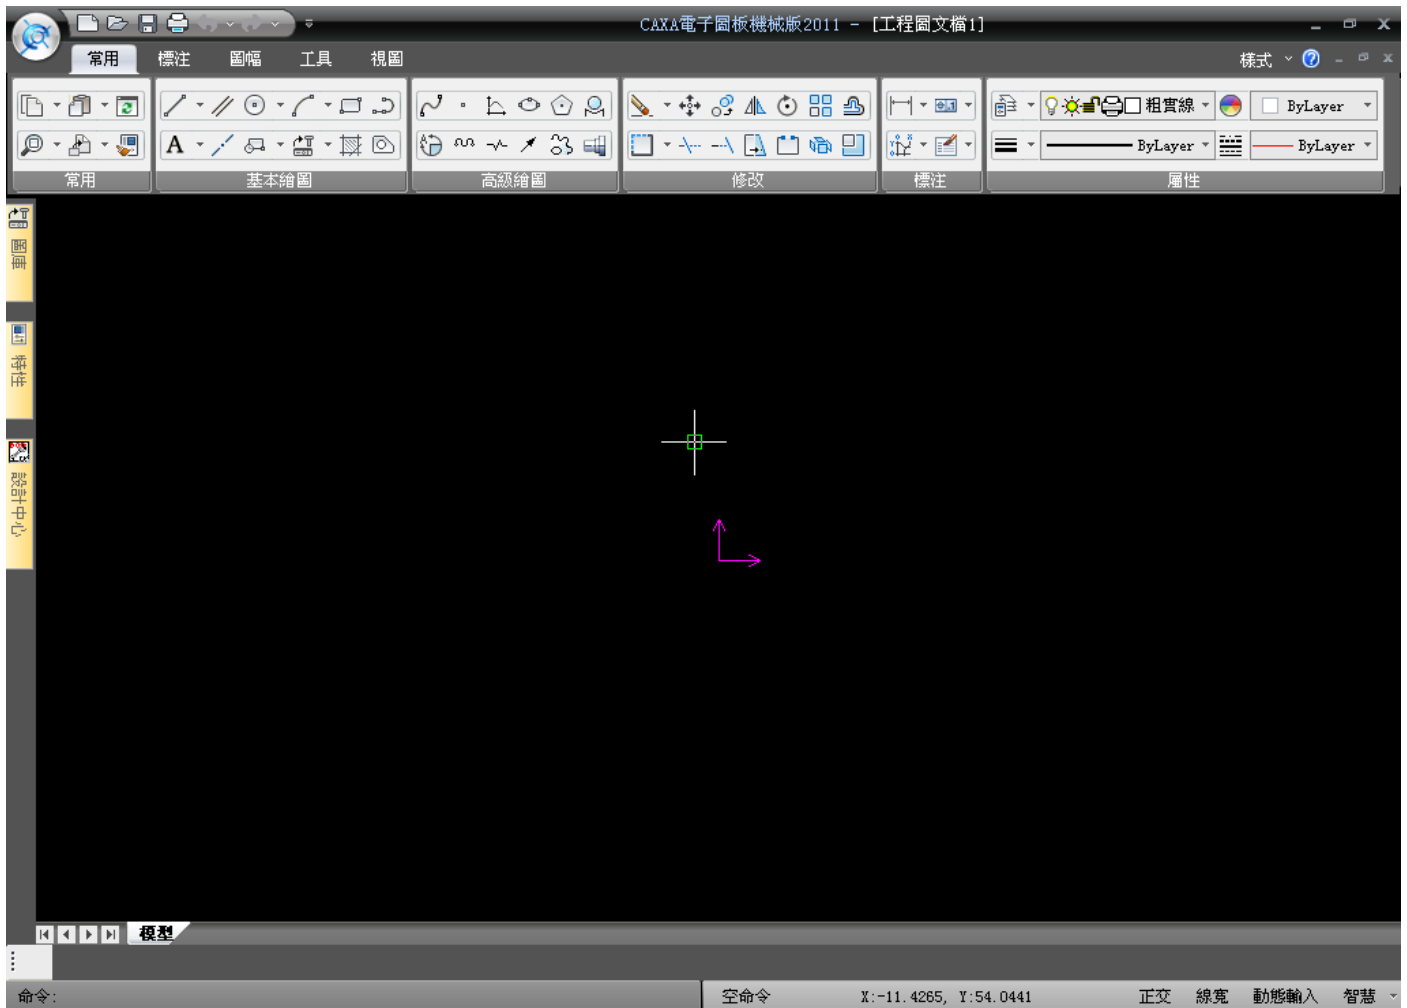 CAXA電子圖板機械版2011 - [工程圖文檔1]
常用 標注 圖幅 工具 視圖 樣式
粗實線 ByLayer
A ByLayer ByLayer
常用 基本繪圖 高級繪圖 修改 標注 屬性
圖庫
特性
設計中心
模型
命令: 空命令 X:-11.4265, Y:54.0441 正交 線寬 動態輸入 智慧